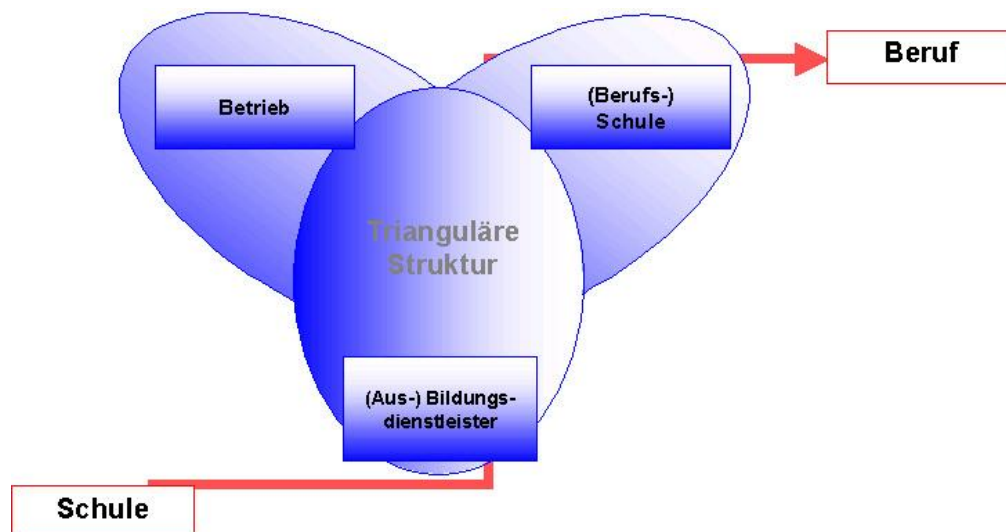 Beruf
Betrieb
(Berufs-)
Schule
Trianguläre
Struktur
(Aus-) Bildungs-
dienstleister
Schule